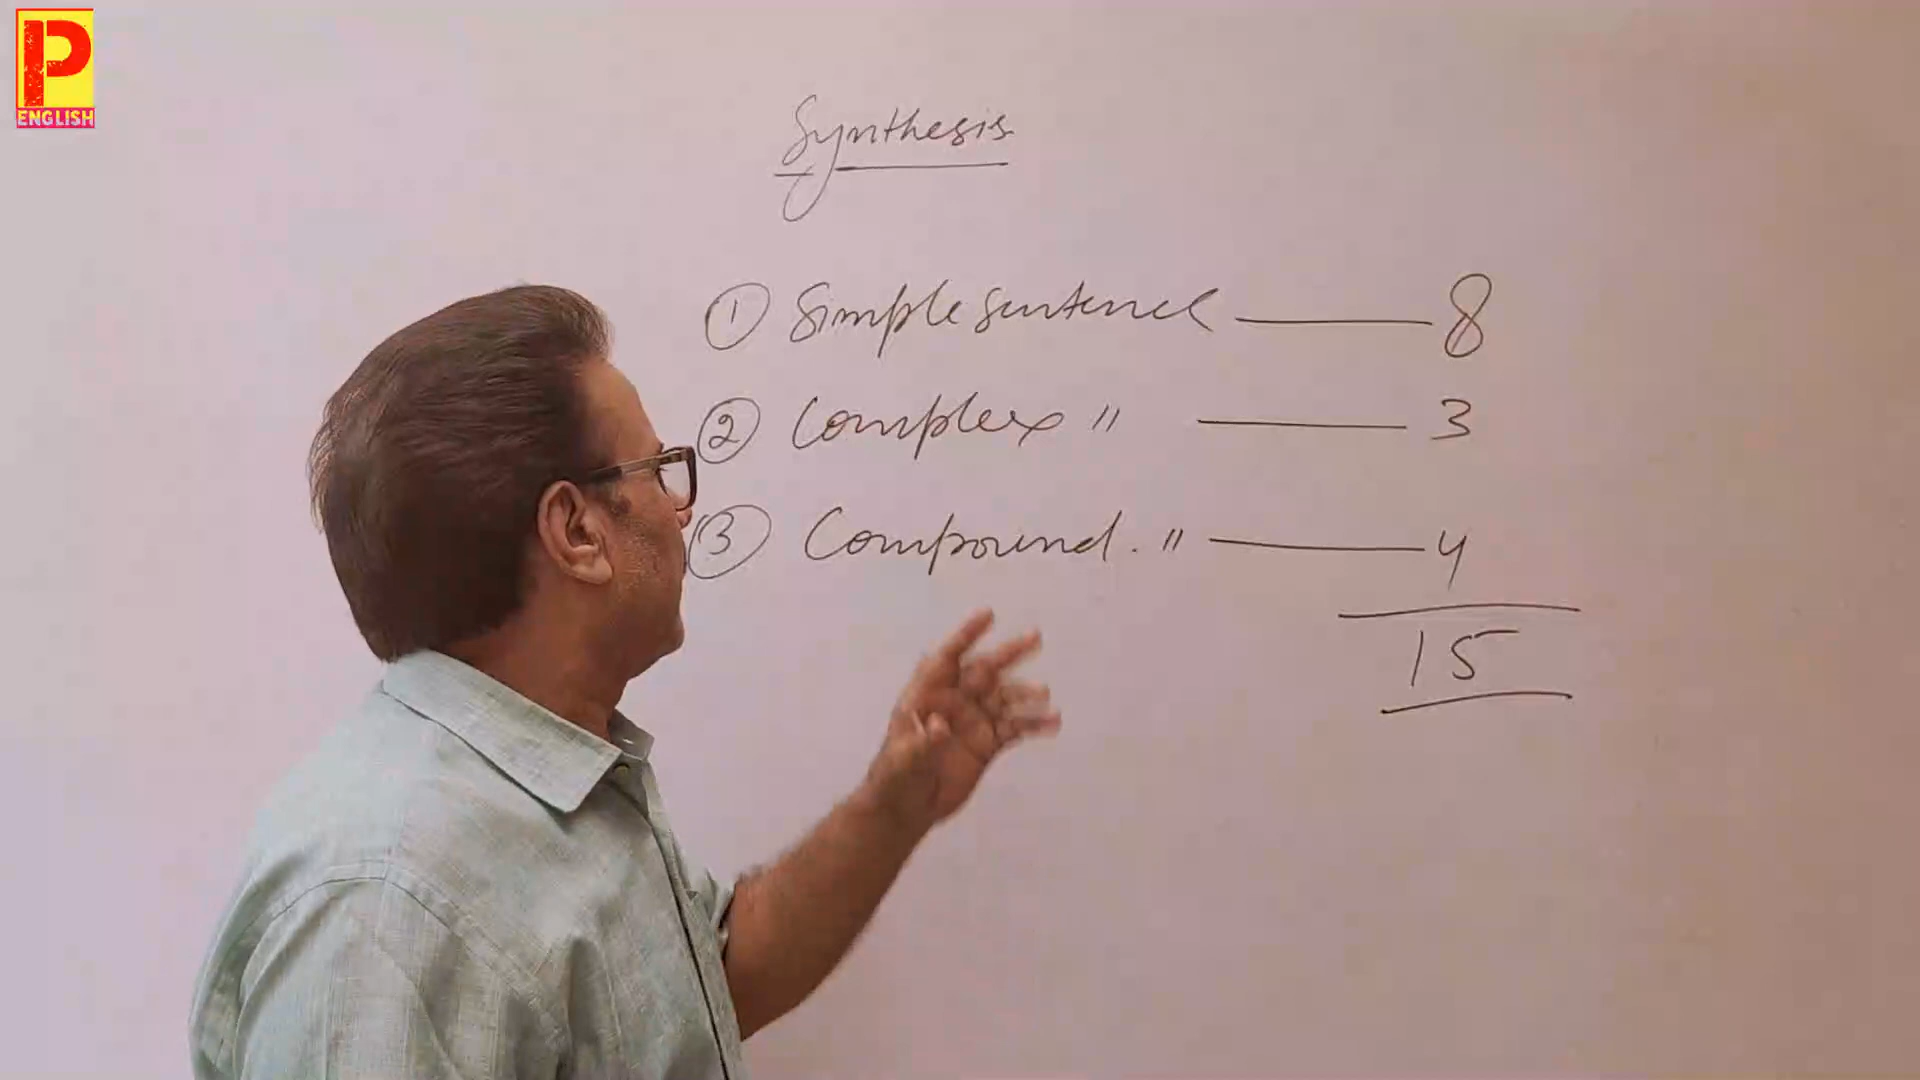 P
ENGLISH
Synthesis
① Simple sentence — 8
② Complex " — 3
③ Compound. " — 4
15